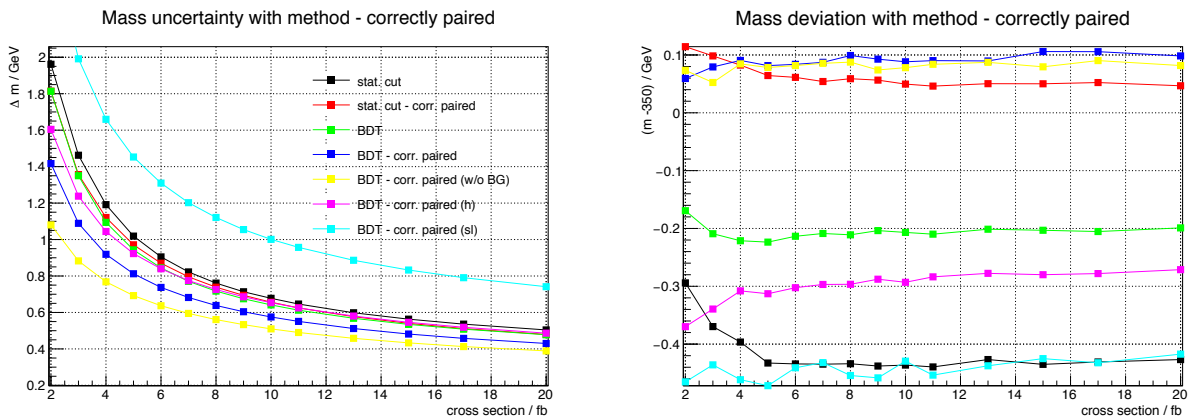 Mass uncertainty with method - correctly paired
Δ m / GeV
2
1.8
1.6
1.4
1.2
1
0.8
0.6
0.4
0.2
stat. cut
stat. cut - corr. paired
BDT
BDT - corr. paired
BDT - corr. paired (w/o BG)
BDT - corr. paired (h)
BDT - corr. paired (sl)
2 4 6 8 10 12 14 16 18 20
cross section / fb
Mass deviation with method - correctly paired
(m -350) / GeV
0.1
0
−0.1
−0.2
−0.3
−0.4
2 4 6 8 10 12 14 16 18 20
cross section / fb